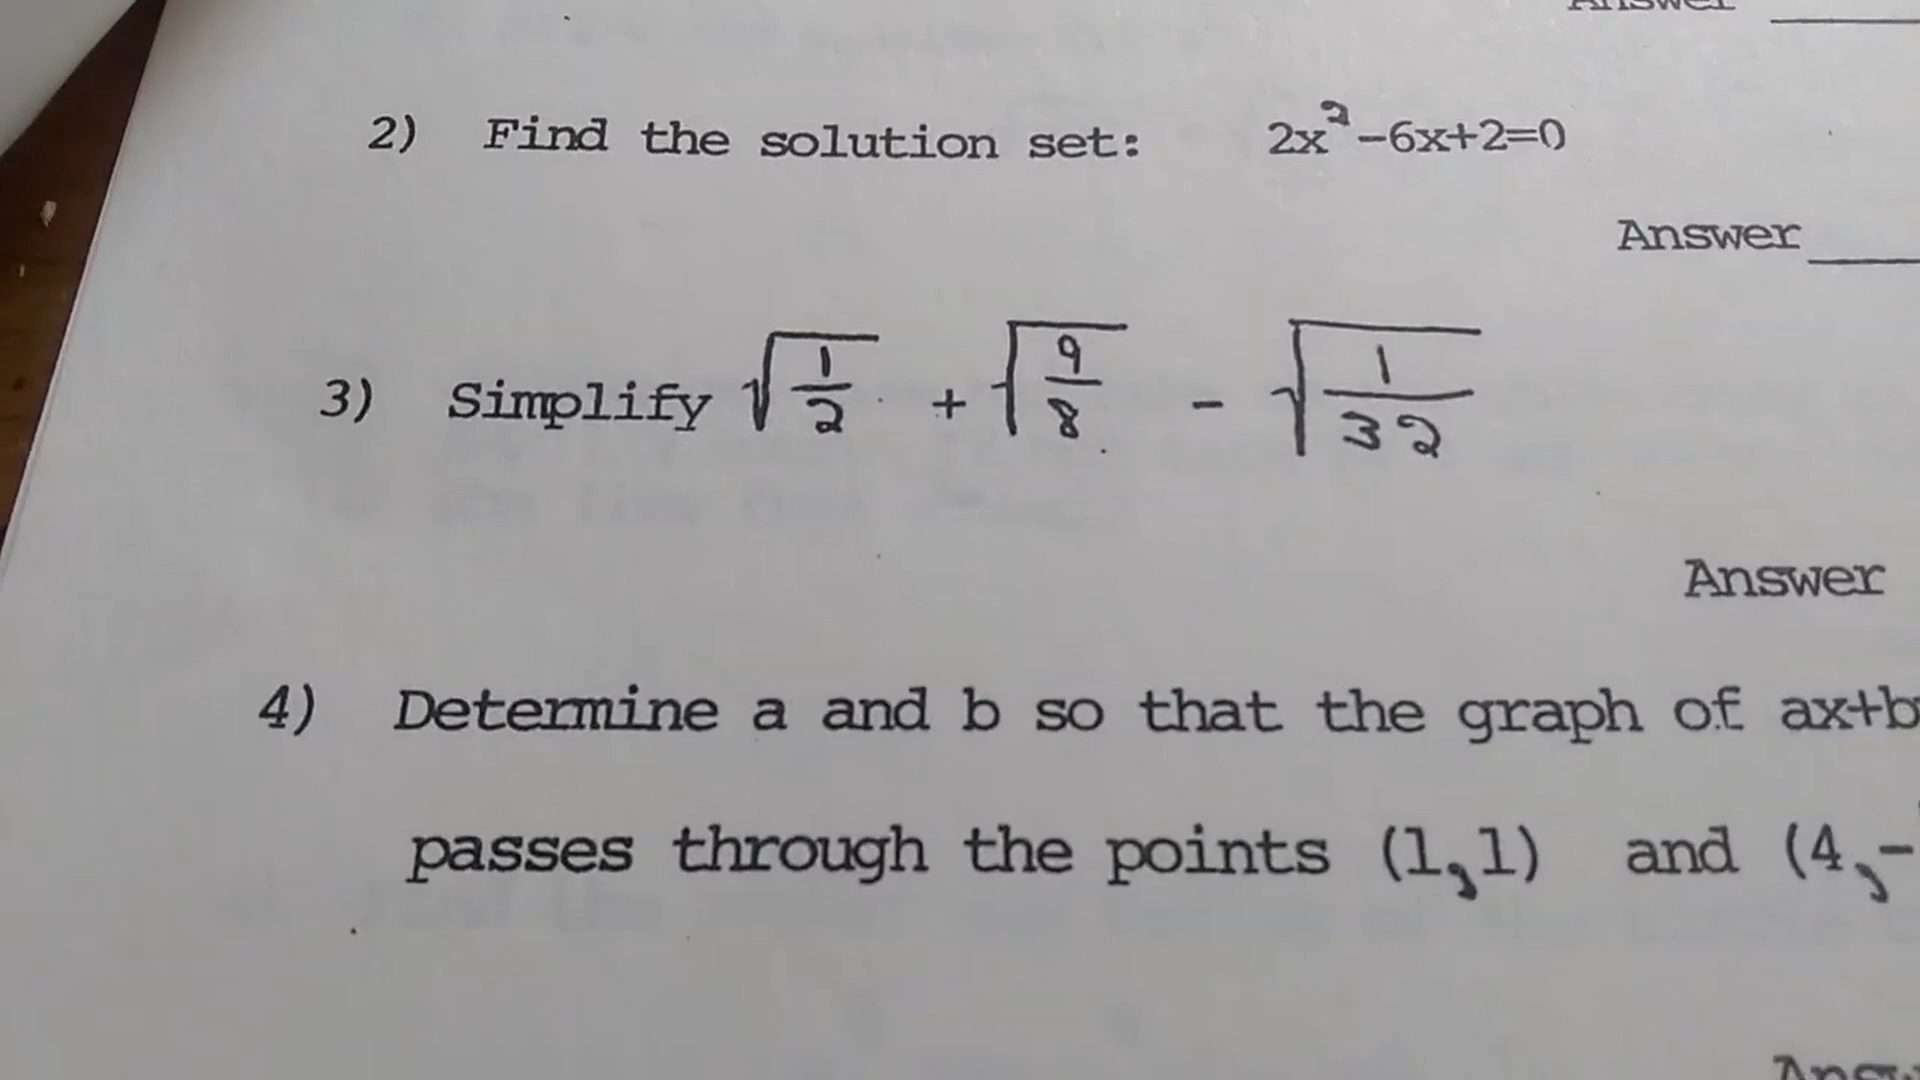 Answer
2) Find the solution set: 2x²-6x+2=0
Answer
3) Simplify √(1/2) + √(9/8) - √(1/32)
Answer
4) Determine a and b so that the graph of ax+b
passes through the points (1,1) and (4,-